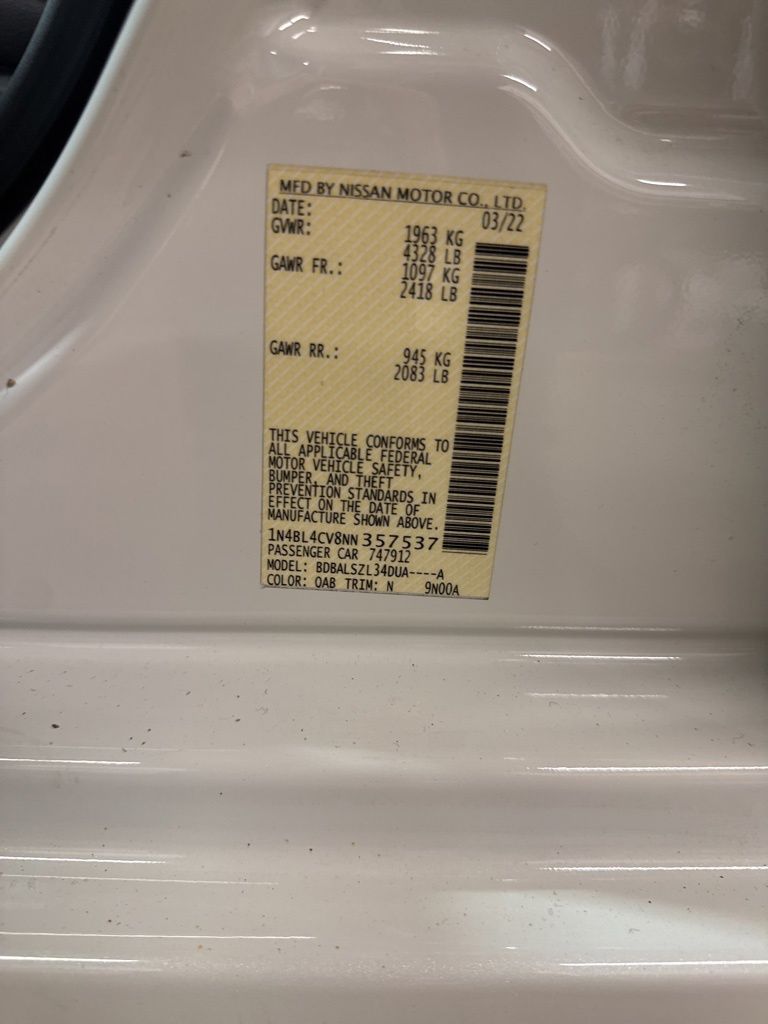 MFD BY NISSAN MOTOR CO., LTD.
DATE: 03/22
GVWR: 1963 KG
4328 LB
GAWR FR.: 1097 KG
2418 LB
GAWR RR.: 945 KG
2083 LB
THIS VEHICLE CONFORMS TO
ALL APPLICABLE FEDERAL
MOTOR VEHICLE SAFETY,
BUMPER, AND THEFT
PREVENTION STANDARDS IN
EFFECT ON THE DATE OF
MANUFACTURE SHOWN ABOVE.
1N4BL4CV8NN357537
PASSENGER CAR 747912
MODEL: BDBALSZL34DUA----A
COLOR: QAB TRIM: N 9N00A